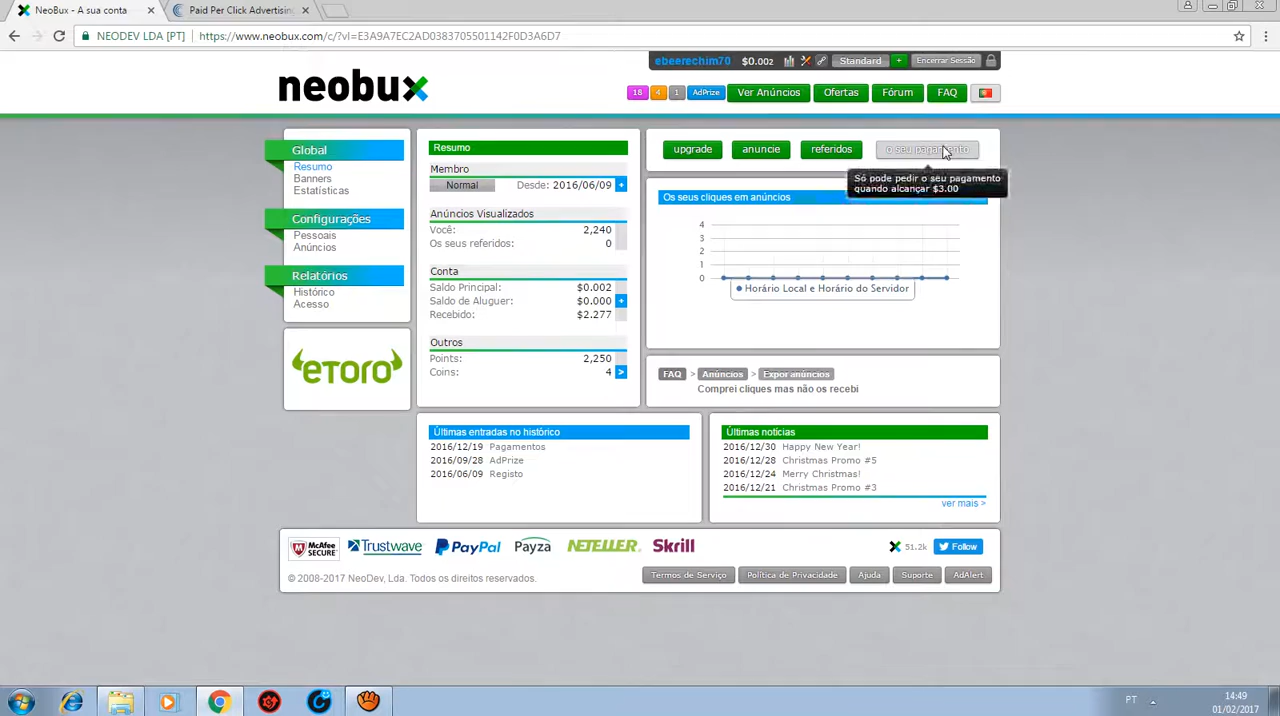 NeoBux - A sua conta
Paid Per Click Advertising
NEODEV LDA [PT]
https://www.neobux.com/c/?vl=E3A9A7EC2AD0383705501142F0D3A6D7
ebeerechim70 $0.002 Standard + Encerrar Sessão
neobux
18 4 1 AdPrize Ver Anúncios Ofertas Fórum FAQ
Global
Resumo
Banners
Estatísticas
Configurações
Pessoais
Anúncios
Relatórios
Histórico
Acesso
eToro
Resumo
Membro
Normal Desde: 2016/06/09 +
Anúncios Visualizados
Você: 2,240
Os seus referidos: 0
Conta
Saldo Principal: $0.002
Saldo de Aluguer: $0.000 +
Recebido: $2.277
Outros
Points: 2,250
Coins: 4 >
upgrade anuncie referidos o seu pagamento
Só pode pedir o seu pagamento
quando alcançar $3.00
Os seus cliques em anúncios
4
3
2
1
0
Horário Local e Horário do Servidor
FAQ > Anúncios > Expor anúncios
Comprei cliques mas não os recebi
Últimas entradas no histórico
2016/12/19 Pagamentos
2016/09/28 AdPrize
2016/06/09 Registo
Últimas notícias
2016/12/30 Happy New Year!
2016/12/28 Christmas Promo #5
2016/12/24 Merry Christmas!
2016/12/21 Christmas Promo #3
ver mais >
McAfee SECURE Trustwave PayPal Payza NETELLER Skrill
51.2k Follow
© 2008-2017 NeoDev, Lda. Todos os direitos reservados.
Termos de Serviço Política de Privacidade Ajuda Suporte AdAlert
PT
14:49
01/02/2017